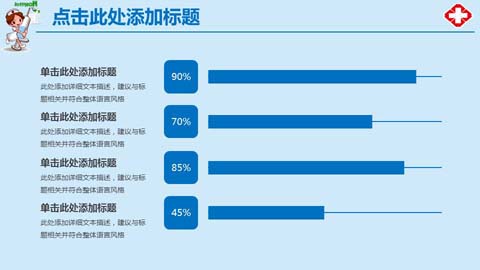 点击此处添加标题
单击此处添加标题
此处添加详细文本描述，建议与标
题相关并符合整体语言风格
90%
单击此处添加标题
此处添加详细文本描述，建议与标
题相关并符合整体语言风格
70%
单击此处添加标题
此处添加详细文本描述，建议与标
题相关并符合整体语言风格
85%
单击此处添加标题
此处添加详细文本描述，建议与标
题相关并符合整体语言风格
45%